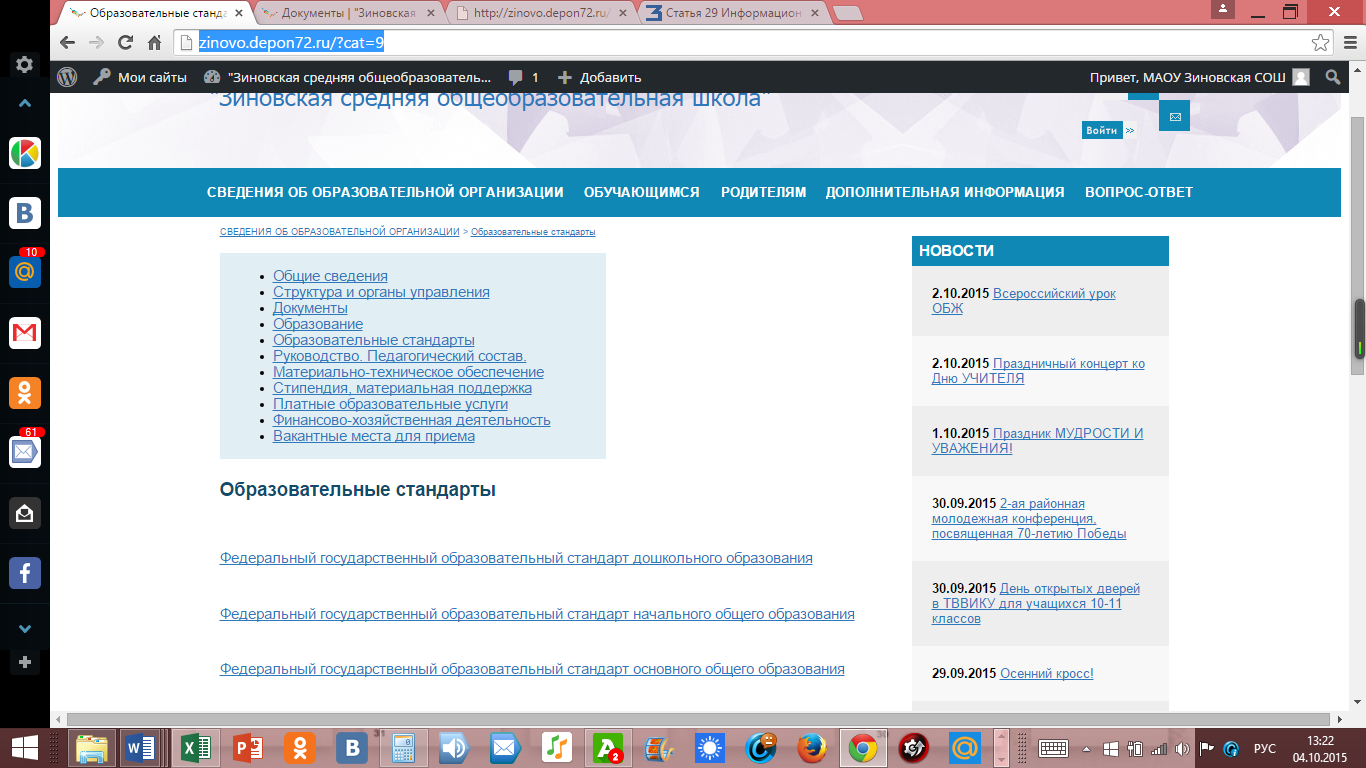 Образовательные станда
Документы | "Зиновская
http://zinovo.depon72.ru/
Статья 29 Информацион
zinovo.depon72.ru/?cat=9
Мои сайты
"Зиновская средняя общеобразователь...
1
Добавить
Привет, МАОУ Зиновская СОШ
"Зиновская средняя общеобразовательная школа"
Войти »
СВЕДЕНИЯ ОБ ОБРАЗОВАТЕЛЬНОЙ ОРГАНИЗАЦИИ ОБУЧАЮЩИМСЯ РОДИТЕЛЯМ ДОПОЛНИТЕЛЬНАЯ ИНФОРМАЦИЯ ВОПРОС-ОТВЕТ
СВЕДЕНИЯ ОБ ОБРАЗОВАТЕЛЬНОЙ ОРГАНИЗАЦИИ > Образовательные стандарты
Общие сведения
Структура и органы управления
Документы
Образование
Образовательные стандарты
Руководство. Педагогический состав.
Материально-техническое обеспечение
Стипендия, материальная поддержка
Платные образовательные услуги
Финансово-хозяйственная деятельность
Вакантные места для приема
Образовательные стандарты
Федеральный государственный образовательный стандарт дошкольного образования
Федеральный государственный образовательный стандарт начального общего образования
Федеральный государственный образовательный стандарт основного общего образования
НОВОСТИ
2.10.2015 Всероссийский урок
ОБЖ
2.10.2015 Праздничный концерт ко
Дню УЧИТЕЛЯ
1.10.2015 Праздник МУДРОСТИ И
УВАЖЕНИЯ!
30.09.2015 2-ая районная
молодежная конференция,
посвященная 70-летию Победы
30.09.2015 День открытых дверей
в ТВВИКУ для учащихся 10-11
классов
29.09.2015 Осенний кросс!
10
61
31
2
30
РУС
13:22
04.10.2015